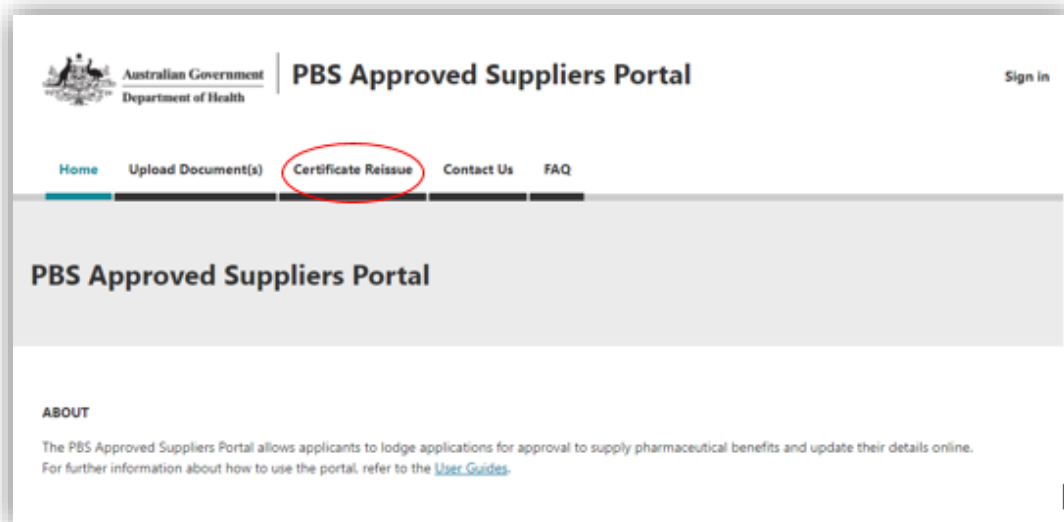 Australian Government
Department of Health
PBS Approved Suppliers Portal
Sign in
Home Upload Document(s) Certificate Reissue Contact Us FAQ
PBS Approved Suppliers Portal
ABOUT
The PBS Approved Suppliers Portal allows applicants to lodge applications for approval to supply pharmaceutical benefits and update their details online.
For further information about how to use the portal, refer to the User Guides.